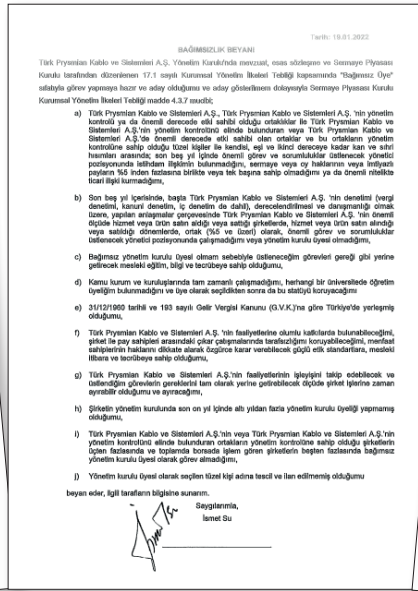 Tarih: 18.01.2022
BAĞIMSIZLIK BEYANI
Türk Prysmian Kablo ve Sistemleri A.Ş. Yönetim Kurulu'nda mevzuat, esas sözleşme ve Sermaye Piyasası
Kurulu tarafından düzenlenen 17.1 sayılı Kurumsal Yönetim İlkeleri Tebliği kapsamında "Bağımsız Üye"
sıfatıyla görev yapmaya hazır ve aday olduğumu ve aday gösterilmem dolayısıyla Sermaye Piyasası Kurulu
Kurumsal Yönetim İlkeleri Tebliği madde 4.3.7 mucibi;
a) Türk Prysmian Kablo ve Sistemleri A.Ş., Türk Prysmian Kablo ve Sistemleri A.Ş. 'nin yönetim
kontrolü ya da önemli derecede etki sahibi olduğu ortaklıklar ile Türk Prysmian Kablo ve
Sistemleri A.Ş.'nin yönetim kontrolünü elinde bulunduran veya Türk Prysmian Kablo ve
Sistemleri A.Ş.'de önemli derecede etki sahibi olan ortaklar ve bu ortakların yönetim
kontrolüne sahip olduğu tüzel kişiler ile kendisi, eşi ve ikinci dereceye kadar kan ve sıhri
hısımları arasında; son beş yıl içinde önemli görev ve sorumluluklar üstlenecek yönetici
pozisyonunda istihdam ilişkimin bulunmadığını, sermaye veya oy haklarının veya imtiyazlı
payların %5 inden fazlasına birlikte veya tek başına sahip olmadığımı ya da önemli nitelikte
ticari ilişki kurmadığımı,
b) Son beş yıl içerisinde, başta Türk Prysmian Kablo ve Sistemleri A.Ş. 'nin denetimi (vergi
denetimi, kanuni denetim, iç denetim de dahil), derecelendirilmesi ve danışmanlığı olmak
üzere, yapılan anlaşmalar çerçevesinde Türk Prysmian Kablo ve Sistemleri A.Ş. 'nin önemli
ölçüde hizmet veya ürün satın aldığı veya sattığı şirketlerde, hizmet veya ürün satın alındığı
veya satıldığı dönemlerde, ortak (%5 ve üzeri) olarak, önemli görev ve sorumluluklar
üstlenecek yönetici pozisyonunda çalışmadığımı veya yönetim kurulu üyesi olmadığımı,
c) Bağımsız yönetim kurulu üyesi olmam sebebiyle üstleneceğim görevleri gereği gibi yerine
getirecek mesleki eğitim, bilgi ve tecrübeye sahip olduğumu,
d) Kamu kurum ve kuruluşlarında tam zamanlı çalışmadığımı, herhangi bir üniversitede öğretim
üyeliğim bulunmadığını ve üye olarak seçildikten sonra da bu statüyü koruyacağımı
e) 31/12/1960 tarihli ve 193 sayılı Gelir Vergisi Kanunu (G.V.K.)'na göre Türkiye'de yerleşmiş
olduğumu,
f) Türk Prysmian Kablo ve Sistemleri A.Ş. 'nin faaliyetlerine olumlu katkılarda bulunabileceğimi,
şirket ile pay sahipleri arasındaki çıkar çatışmalarında tarafsızlığımı koruyabileceğimi, menfaat
sahiplerinin haklarını dikkate alarak özgürce karar verebilecek güçlü etik standartlara, mesleki
itibara ve tecrübeye sahip olduğumu,
g) Türk Prysmian Kablo ve Sistemleri A.Ş.'nin faaliyetlerinin işleyişini takip edebilecek ve
üstlendiğim görevlerin gereklerini tam olarak yerine getirebilecek ölçüde şirket işlerine zaman
ayırabilir olduğumu ve ayıracağımı,
h) Şirketin yönetim kurulunda son on yıl içinde altı yıldan fazla yönetim kurulu üyeliği yapmamış
olduğumu,
i) Türk Prysmian Kablo ve Sistemleri A.Ş.'nin veya Türk Prysmian Kablo ve Sistemleri A.Ş.'nin
yönetim kontrolünü elinde bulunduran ortakların yönetim kontrolüne sahip olduğu şirketlerin
üçten fazlasında ve toplamda borsada işlem gören şirketlerin beşten fazlasında bağımsız
yönetim kurulu üyesi olarak görev almadığımı,
j) Yönetim kurulu üyesi olarak seçilen tüzel kişi adına tescil ve ilan edilmemiş olduğumu
beyan eder, ilgili tarafların bilgisine sunarım.
Saygılarımla,
İsmet Su
İsmet Su